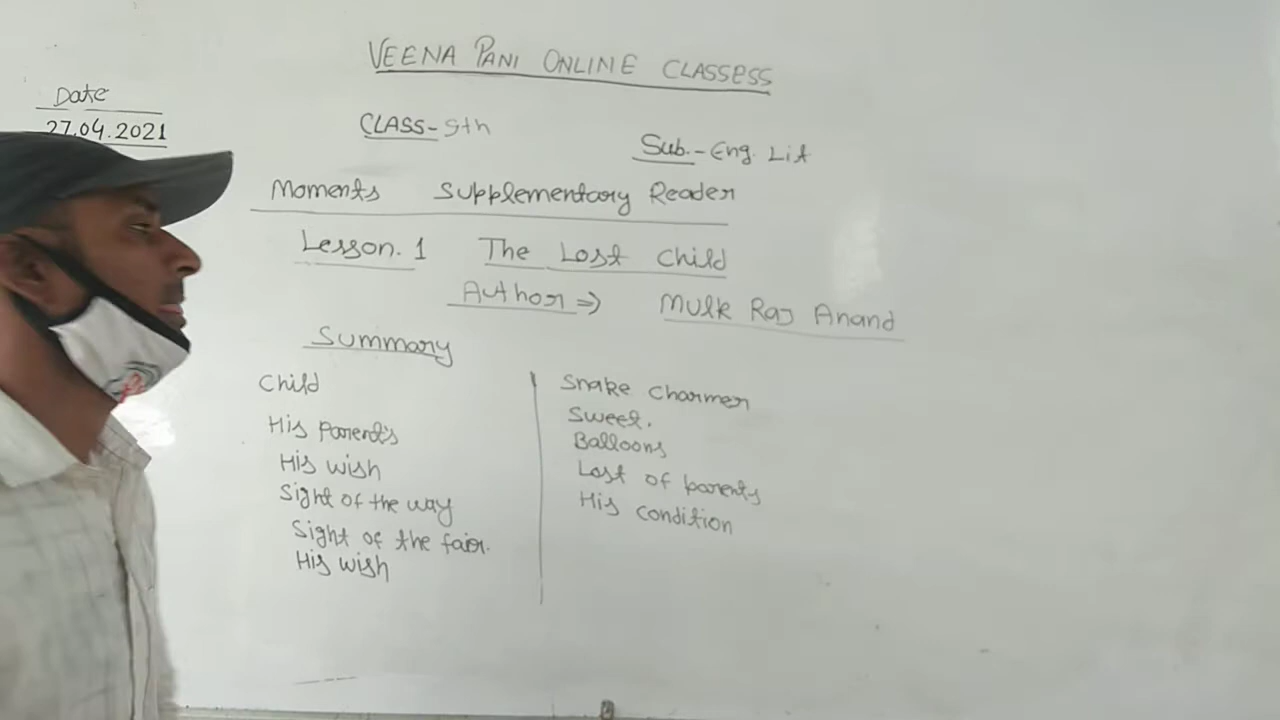 VEENA PANI ONLINE CLASSESS
Date
27.04.2021
CLASS-9th
Sub.-Eng. Lit
Moments Supplementary Reader
Lesson.1 The Lost Child
Author⇒ Mulk Raj Anand
Summary
Child
His parent's
His wish
Sight of the way
Sight of the fair.
His wish
Snake charmer
Sweet.
Balloons
Lost of parents
His condition